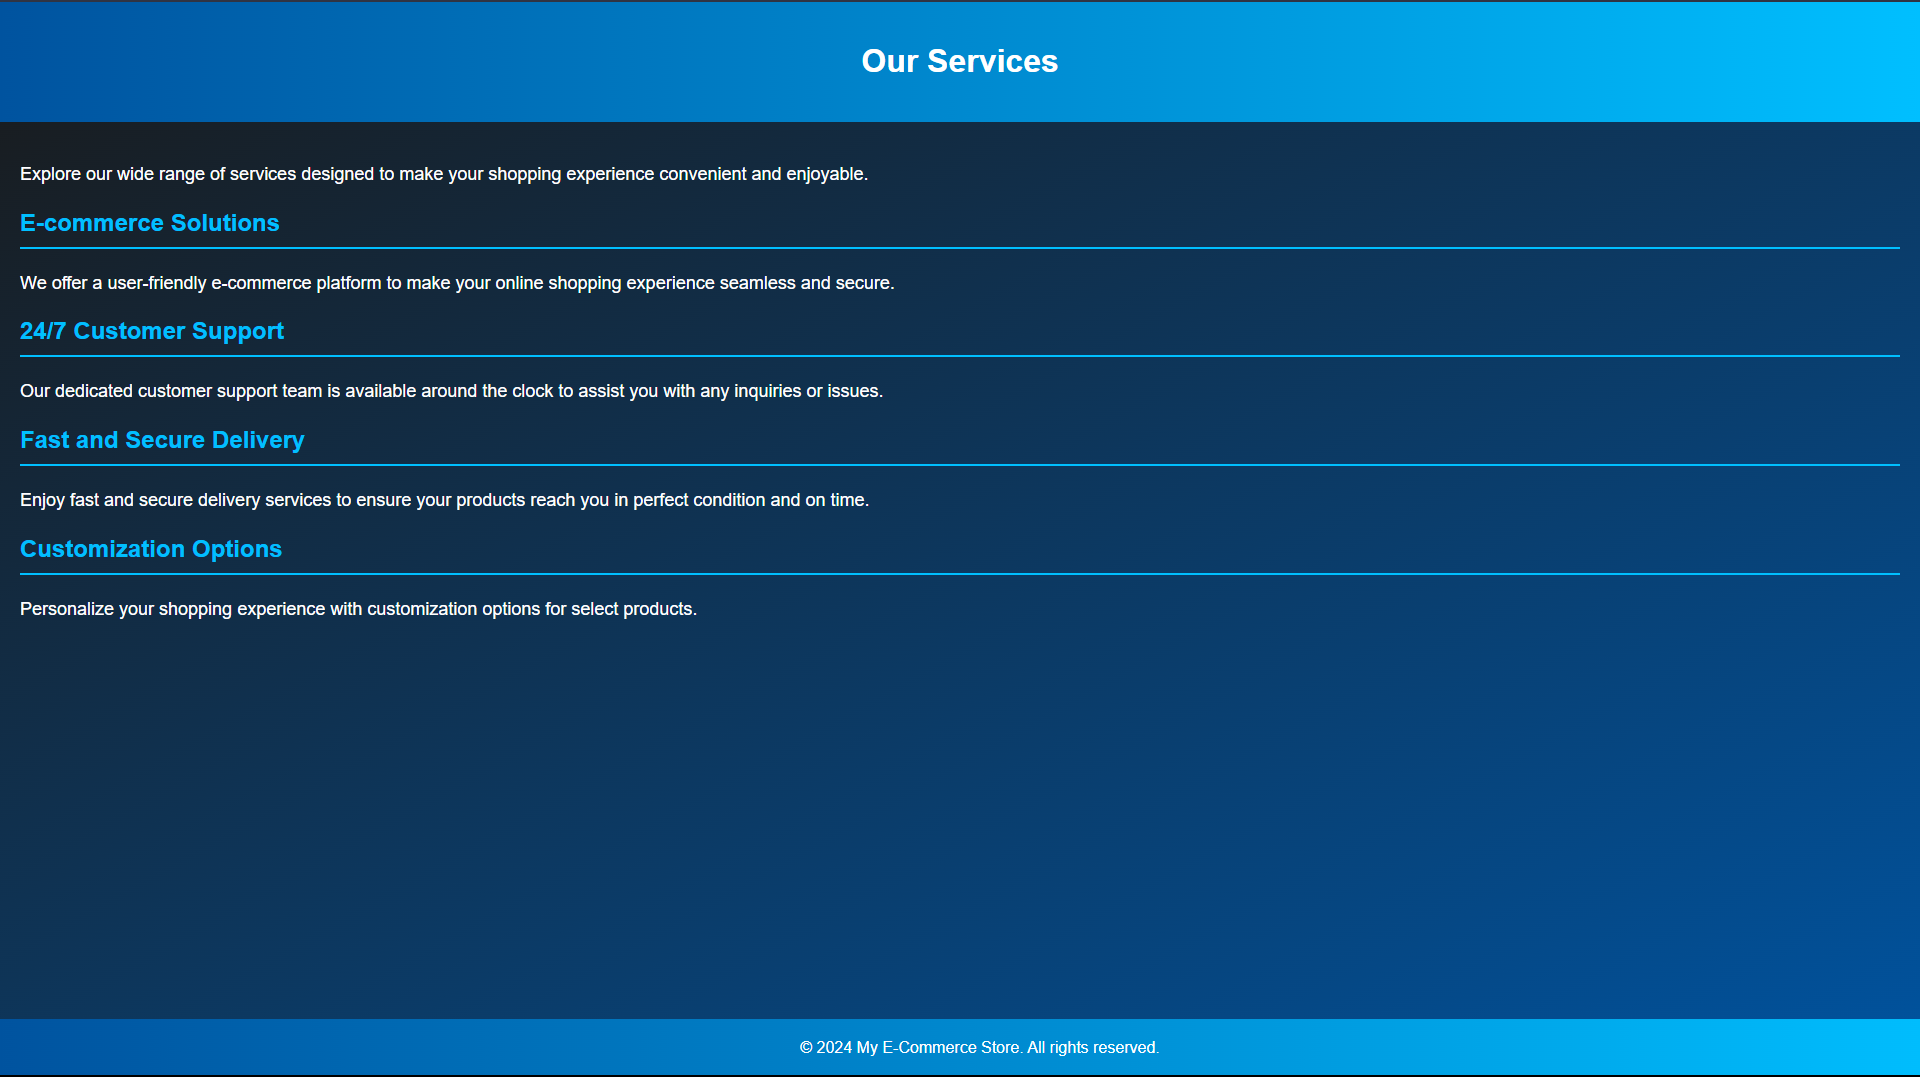 Our Services
Explore our wide range of services designed to make your shopping experience convenient and enjoyable.
E-commerce Solutions
We offer a user-friendly e-commerce platform to make your online shopping experience seamless and secure.
24/7 Customer Support
Our dedicated customer support team is available around the clock to assist you with any inquiries or issues.
Fast and Secure Delivery
Enjoy fast and secure delivery services to ensure your products reach you in perfect condition and on time.
Customization Options
Personalize your shopping experience with customization options for select products.
© 2024 My E-Commerce Store. All rights reserved.